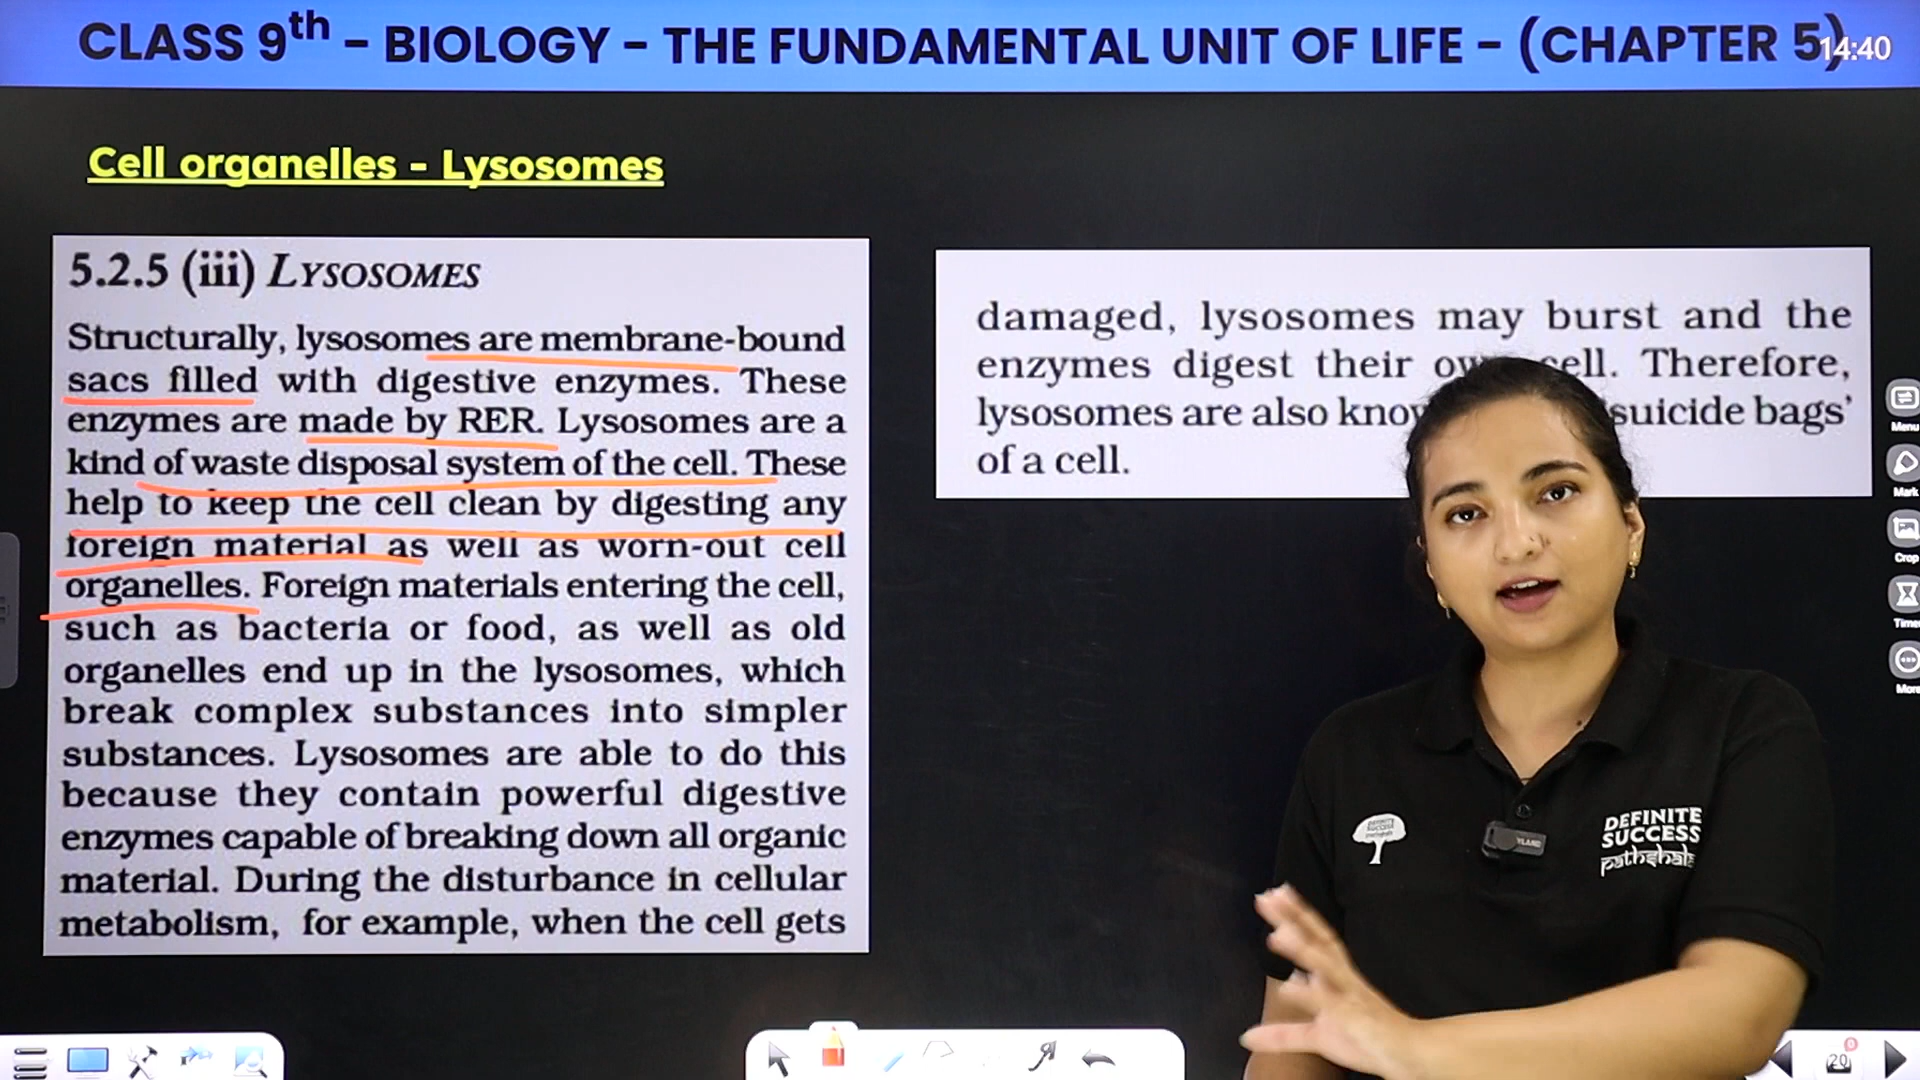 CLASS 9th - BIOLOGY - THE FUNDAMENTAL UNIT OF LIFE - (CHAPTER 5)
14:40
Cell organelles - Lysosomes
5.2.5 (iii) LYSOSOMES
Structurally, lysosomes are membrane-bound
sacs filled with digestive enzymes. These
enzymes are made by RER. Lysosomes are a
kind of waste disposal system of the cell. These
help to keep the cell clean by digesting any
foreign material as well as worn-out cell
organelles. Foreign materials entering the cell,
such as bacteria or food, as well as old
organelles end up in the lysosomes, which
break complex substances into simpler
substances. Lysosomes are able to do this
because they contain powerful digestive
enzymes capable of breaking down all organic
material. During the disturbance in cellular
metabolism, for example, when the cell gets
damaged, lysosomes may burst and the
enzymes digest their cell. Therefore,
lysosomes are also suicide bags'
of a cell.
Menu
Mark
Crop
Time
More
DEFINITE
SUCCESS
pathshala
20
0